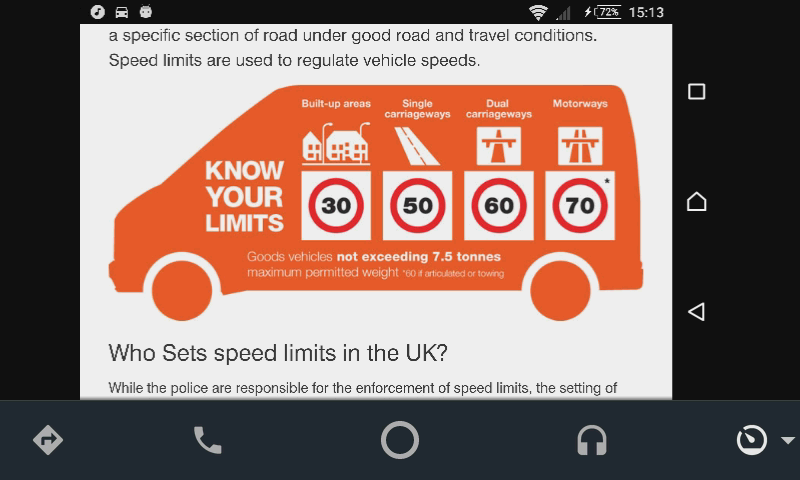 72% 15:13
a specific section of road under good road and travel conditions.
Speed limits are used to regulate vehicle speeds.
Built-up areas
Single
carriageways
Dual
carriageways
Motorways
KNOW
YOUR
LIMITS
30
50
60
70*
Goods vehicles not exceeding 7.5 tonnes
maximum permitted weight *60 if articulated or towing
Who Sets speed limits in the UK?
While the police are responsible for the enforcement of speed limits, the setting of